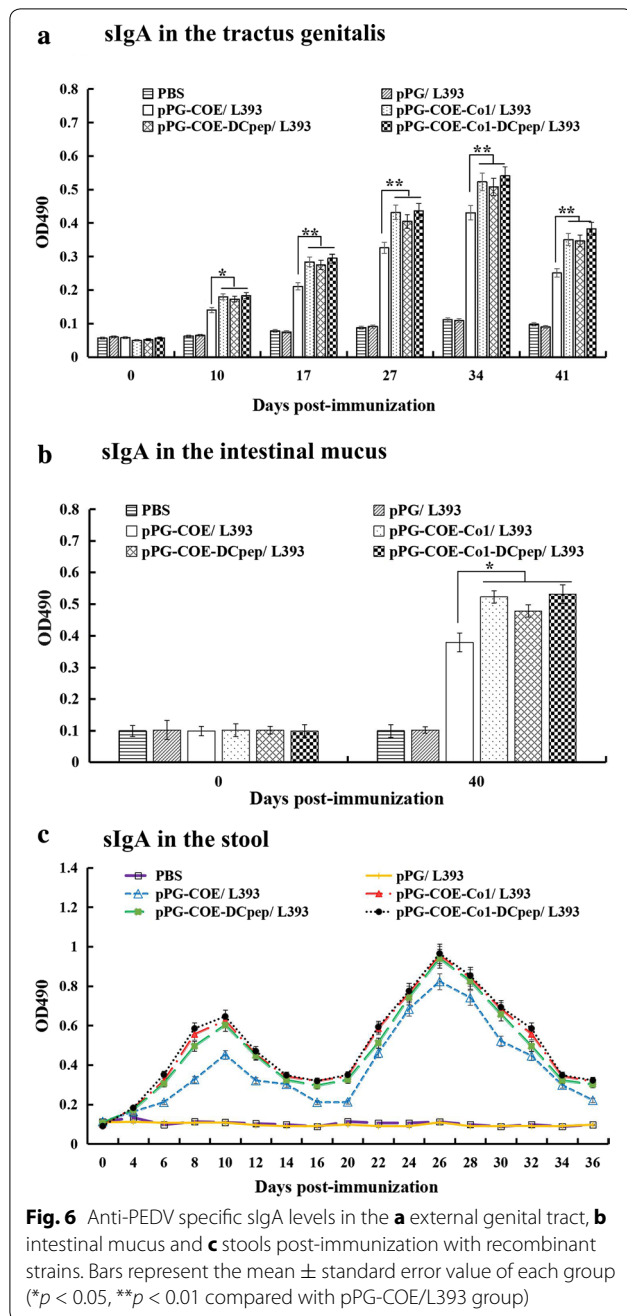 a sIgA in the tractus genitalis
PBS
pPG/ L393
pPG-COE/ L393
pPG-COE-Co1/ L393
pPG-COE-DCpep/ L393
pPG-COE-Co1-DCpep/ L393
OD490
0.8
0.7
0.6
0.5
0.4
0.3
0.2
0.1
0
*
**
**
**
**
0 10 17 27 34 41
Days post-immunization
b sIgA in the intestinal mucus
PBS
pPG/ L393
pPG-COE/ L393
pPG-COE-Co1/ L393
pPG-COE-DCpep/ L393
pPG-COE-Co1-DCpep/ L393
OD490
0.8
0.7
0.6
0.5
0.4
0.3
0.2
0.1
0
*
0 40
Days post-immunization
c sIgA in the stool
PBS
pPG/ L393
pPG-COE/ L393
pPG-COE-Co1/ L393
pPG-COE-DCpep/ L393
pPG-COE-Co1-DCpep/ L393
OD490
1.4
1.2
1
0.8
0.6
0.4
0.2
0
0 4 6 8 10 12 14 16 20 22 24 26 28 30 32 34 36
Days post-immunization
Fig. 6 Anti-PEDV specific sIgA levels in the a external genital tract, b
intestinal mucus and c stools post-immunization with recombinant
strains. Bars represent the mean ± standard error value of each group
(*p < 0.05, **p < 0.01 compared with pPG-COE/L393 group)